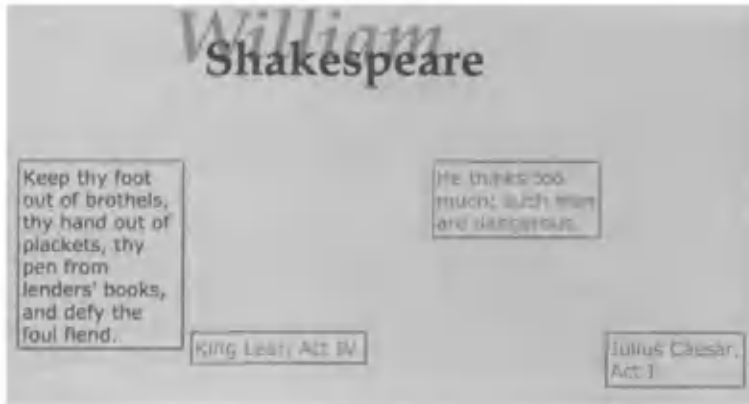 William
Shakespeare
Keep thy foot
out of brothels,
thy hand out of
plackets, thy
pen from
lenders' books,
and defy the
foul fiend.
He thinks too
much; such men
are dangerous.
King Lear, Act IV
Julius Caesar,
Act I